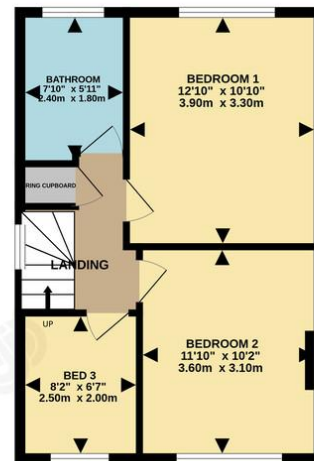 BATHROOM
7'10" x 5'11"
2.40m x 1.80m
BEDROOM 1
12'10" x 10'10"
3.90m x 3.30m
RING CUPBOARD
LANDING
UP
BED 3
8'2" x 6'7"
2.50m x 2.00m
BEDROOM 2
11'10" x 10'2"
3.60m x 3.10m